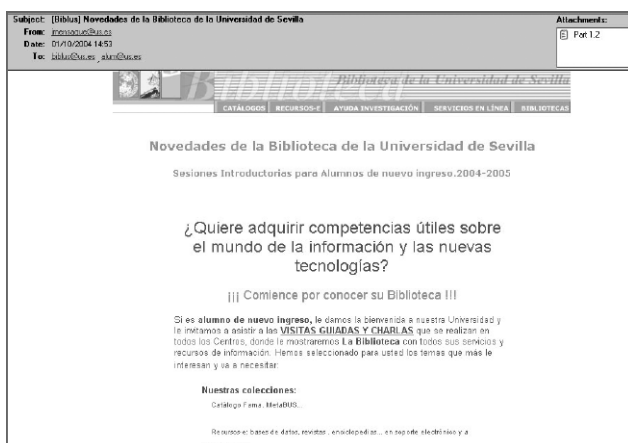 Subject: [Biblus] Novedades de la Biblioteca de la Universidad de Sevilla
From: jmensaque@us.es
Date: 01/10/2004 14:53
To: biblus@us.es, alum@us.es
Attachments:
Part 1.2
Biblioteca
Biblioteca de la Universidad de Sevilla
CATÁLOGOS RECURSOS-E AYUDA INVESTIGACIÓN SERVICIOS EN LÍNEA BIBLIOTECAS
Novedades de la Biblioteca de la Universidad de Sevilla
Sesiones Introductorias para Alumnos de nuevo ingreso.2004-2005
¿Quiere adquirir competencias útiles sobre
el mundo de la información y las nuevas
tecnologías?
¡¡¡ Comience por conocer su Biblioteca !!!
Si es alumno de nuevo ingreso, le damos la bienvenida a nuestra Universidad y
le invitamos a asistir a las VISITAS GUIADAS Y CHARLAS que se realizan en
todos los Centros, donde le mostraremos La Biblioteca con todos sus servicios y
recursos de información. Hemos seleccionado para usted los temas que más le
interesan y va a necesitar:
Nuestras colecciones:
Catálogo Fama, MetaBUS...
Recursos-e: bases de datos, revistas, enciclopedias... en soporte electrónico y a